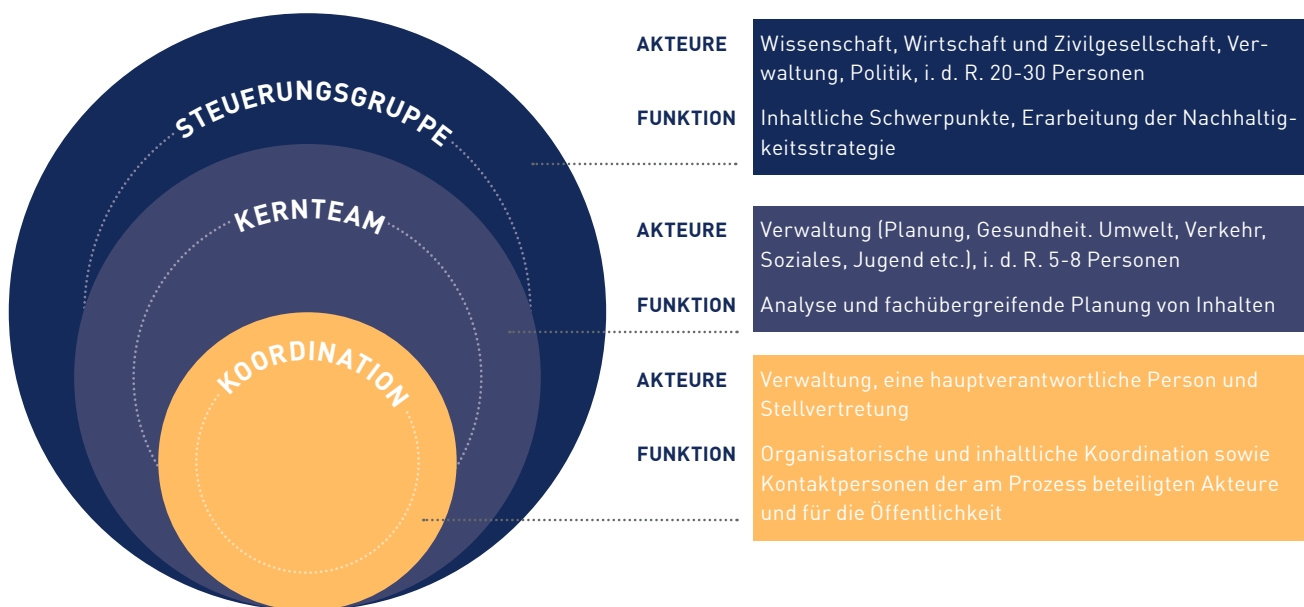 STEUERUNGSGRUPPE
AKTEURE
Wissenschaft, Wirtschaft und Zivilgesellschaft, Ver-
waltung, Politik, i. d. R. 20-30 Personen
FUNKTION
Inhaltliche Schwerpunkte, Erarbeitung der Nachhaltig-
keitsstrategie
KERNTEAM
AKTEURE
Verwaltung (Planung, Gesundheit. Umwelt, Verkehr,
Soziales, Jugend etc.), i. d. R. 5-8 Personen
FUNKTION
Analyse und fachübergreifende Planung von Inhalten
KOORDINATION
AKTEURE
Verwaltung, eine hauptverantwortliche Person und
Stellvertretung
FUNKTION
Organisatorische und inhaltliche Koordination sowie
Kontaktpersonen der am Prozess beteiligten Akteure
und für die Öffentlichkeit